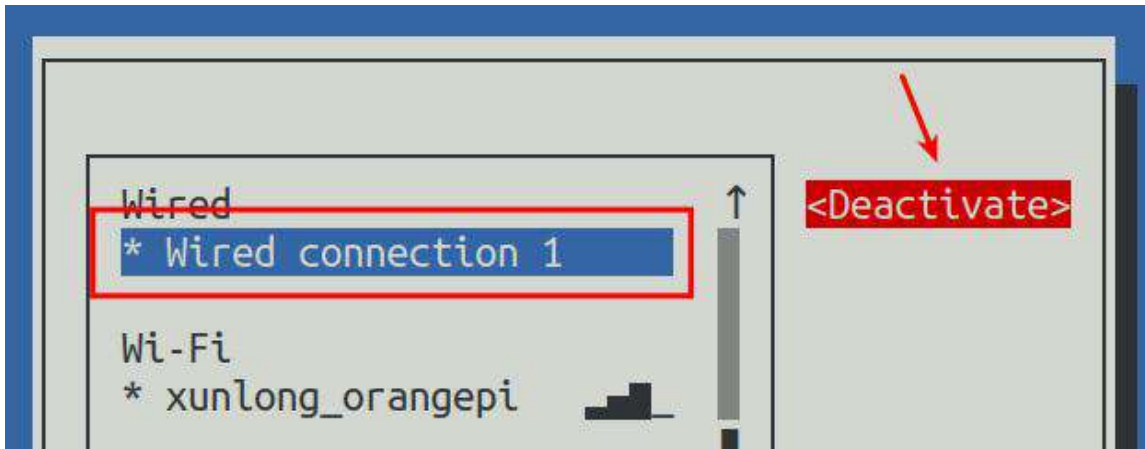 Wired
<Deactivate>
* Wired connection 1
Wi-Fi
* xunlong_orangepi